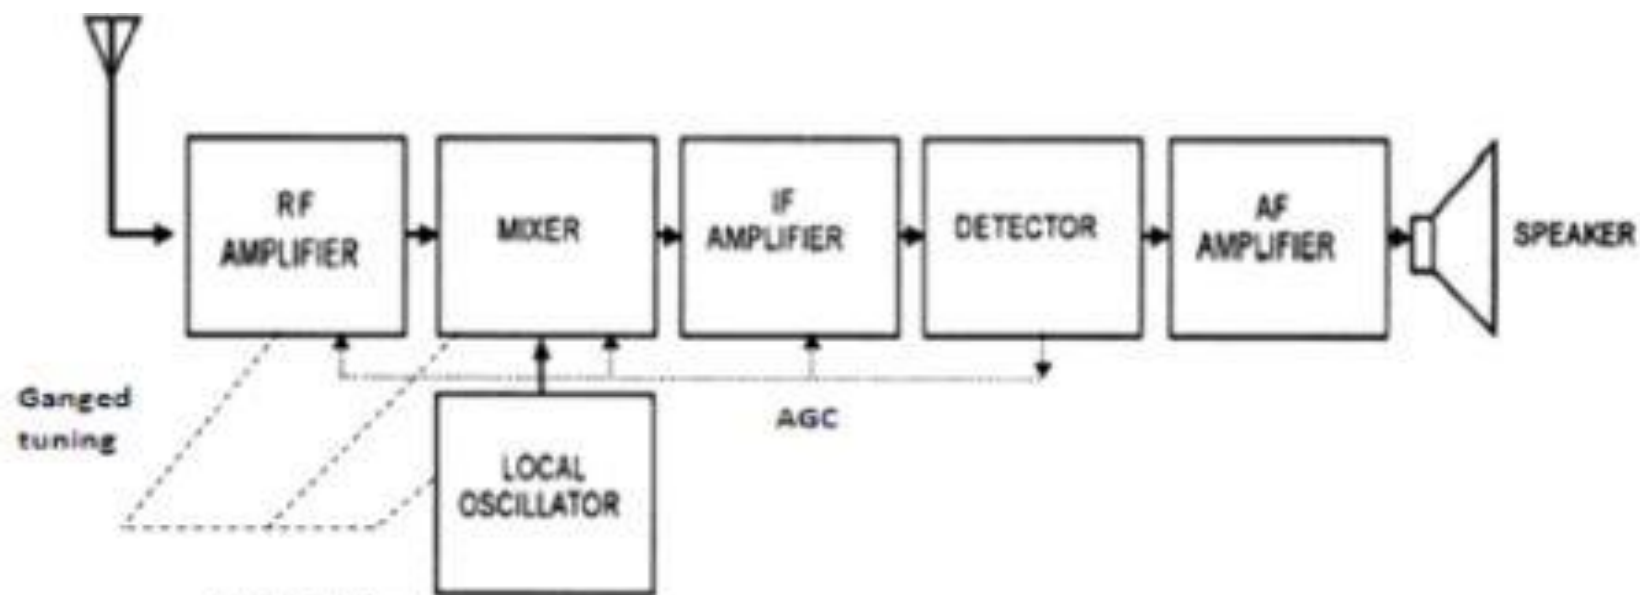 RF
AMPLIFIER
MIXER
IF
AMPLIFIER
DETECTOR
AF
AMPLIFIER
SPEAKER
Ganged
tuning
AGC
LOCAL
OSCILLATOR